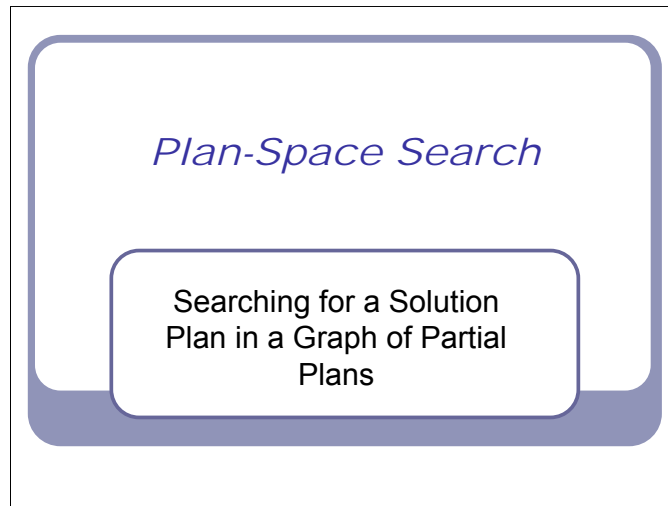 Plan-Space Search
Searching for a Solution
Plan in a Graph of Partial
Plans